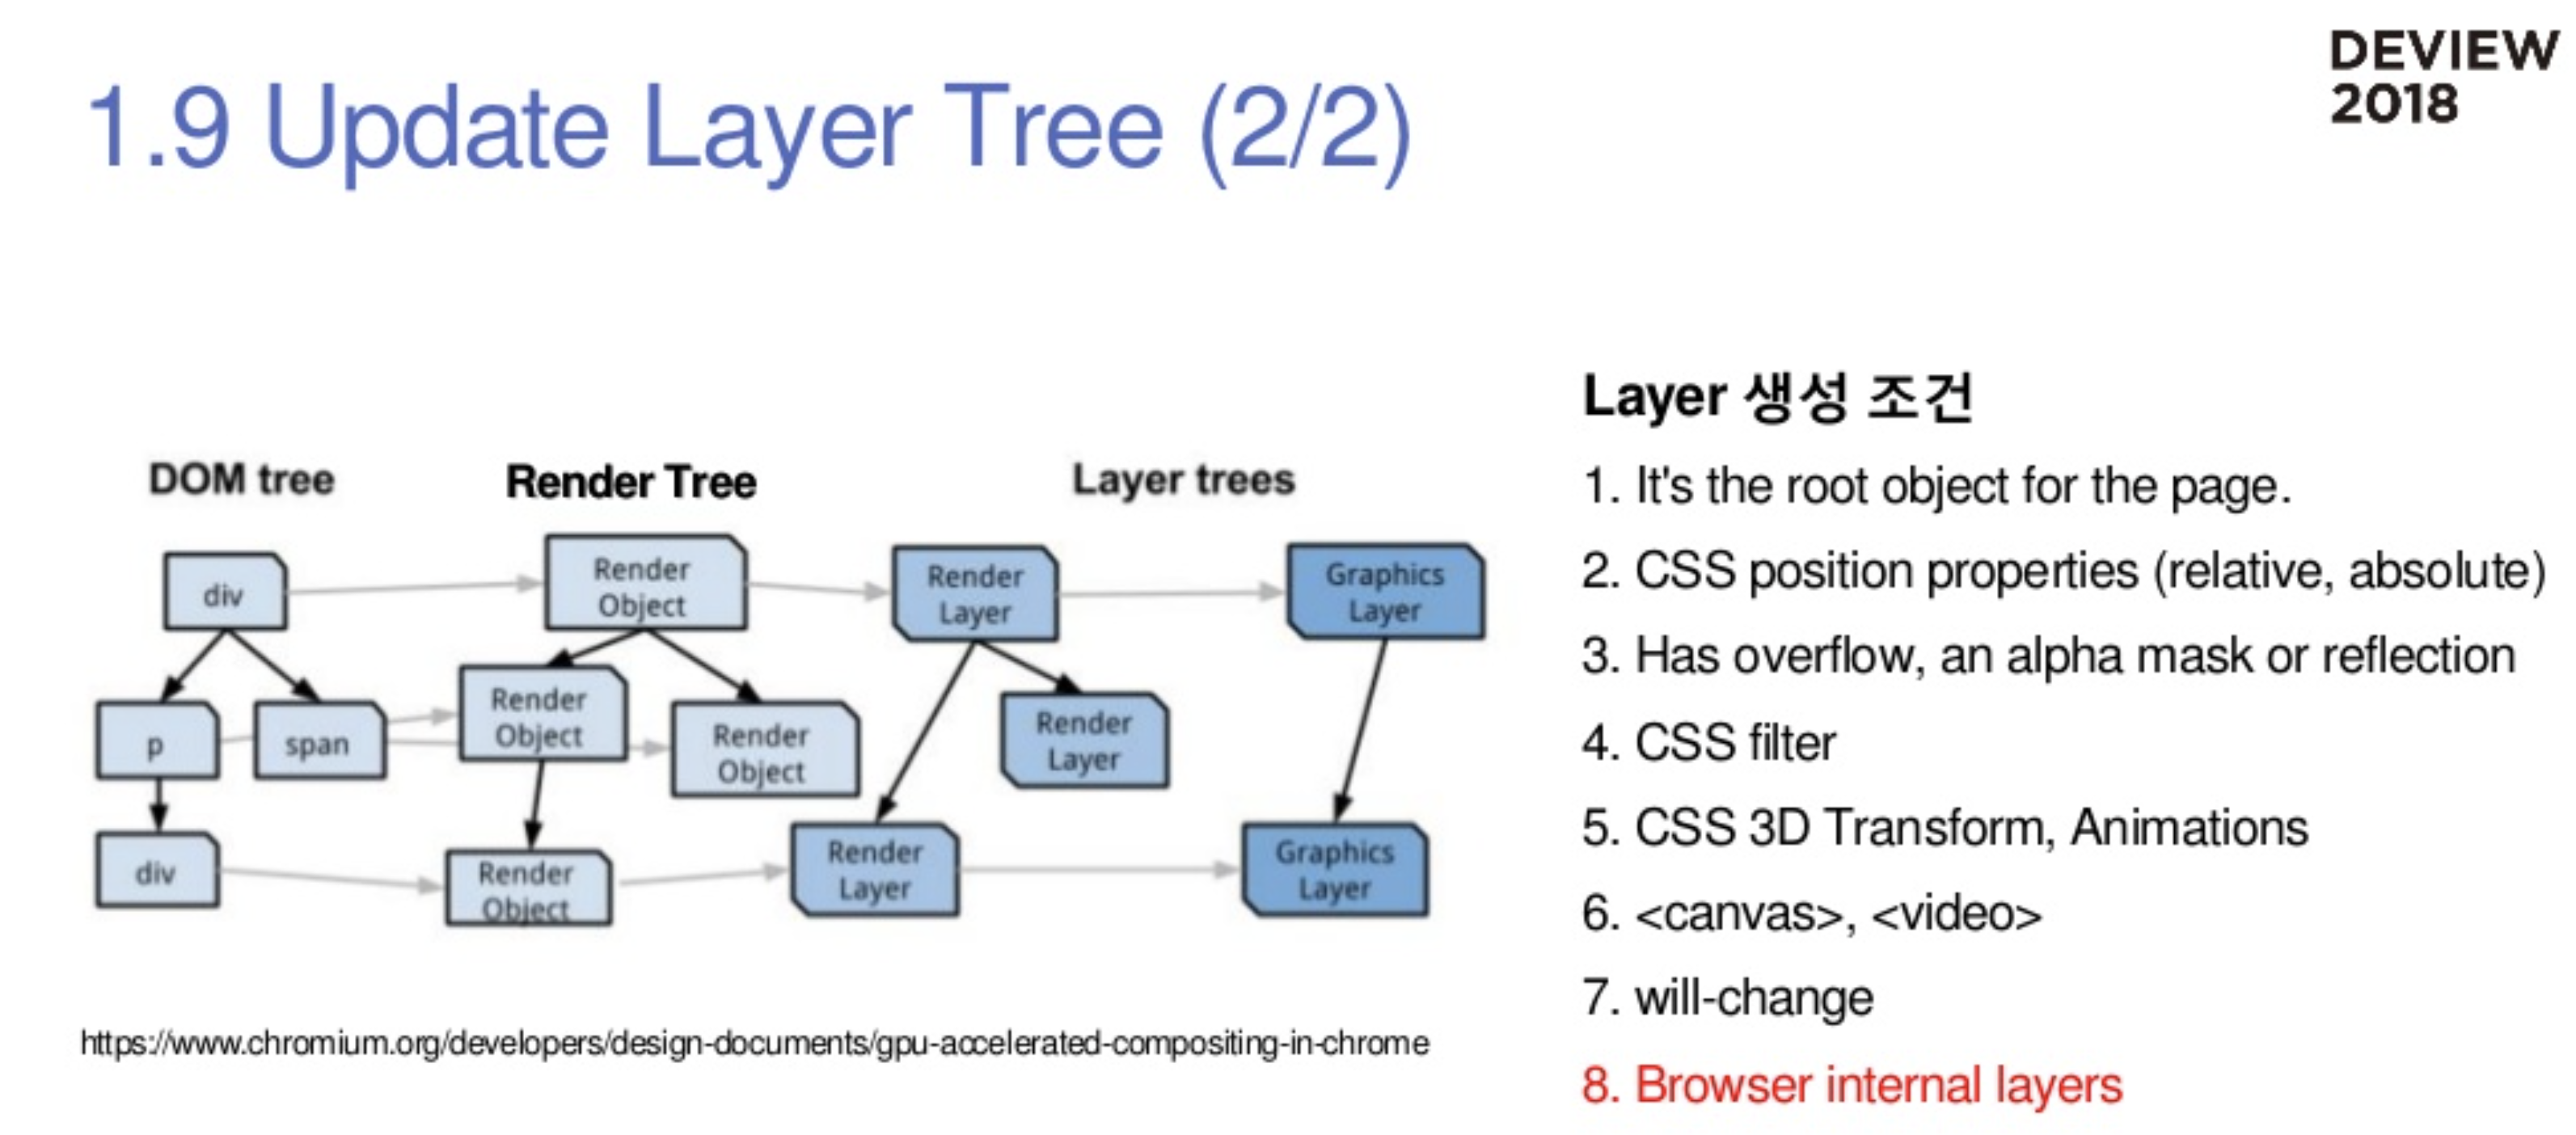 DEVIEW
2018
1.9 Update Layer Tree (2/2)
DOM tree
Render Tree
Layer trees
div
Render
Object
Render
Layer
Graphics
Layer
p
span
Render
Object
Render
Object
Render
Layer
div
Render
Object
Render
Layer
Graphics
Layer
https://www.chromium.org/developers/design-documents/gpu-accelerated-compositing-in-chrome
Layer 생성 조건
1. It's the root object for the page.
2. CSS position properties (relative, absolute)
3. Has overflow, an alpha mask or reflection
4. CSS filter
5. CSS 3D Transform, Animations
6. <canvas>, <video>
7. will-change
8. Browser internal layers